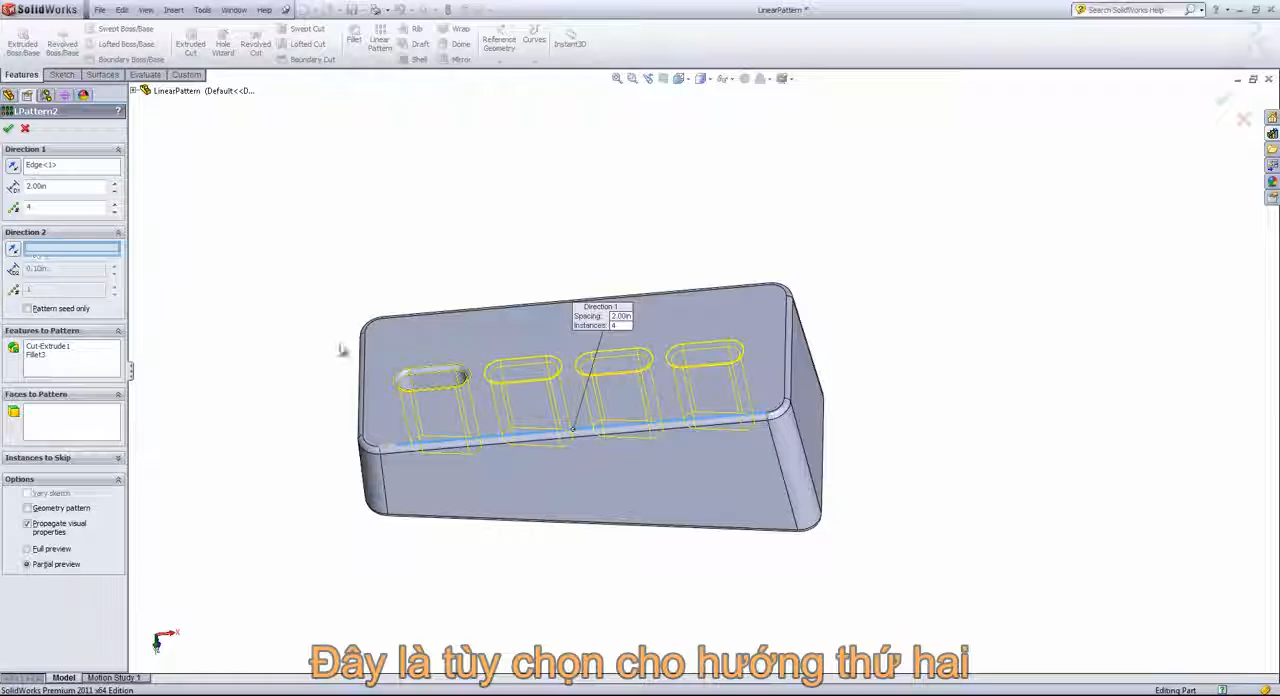 SolidWorks File Edit View Insert Tools Window Help LinearPattern * Search SolidWorks Help
Extruded Boss/Base
Revolved Boss/Base
Swept Boss/Base
Lofted Boss/Base
Boundary Boss/Base
Extruded Cut
Hole Wizard
Revolved Cut
Swept Cut
Lofted Cut
Boundary Cut
Fillet
Linear Pattern
Rib
Draft
Shell
Wrap
Dome
Mirror
Reference Geometry
Curves
Instant3D
Features Sketch Surfaces Evaluate Custom
LinearPattern (Default<<D...
LPattern2 ?
Direction 1
Edge<1>
2.00in
4
Direction 2
0.10in
1
Pattern seed only
Features to Pattern
Cut-Extrude1
Fillet3
Faces to Pattern
Instances to Skip
Options
Vary sketch
Geometry pattern
Propagate visual
properties
Full preview
Partial preview
Direction 1
Spacing: 2.00in
Instances: 4
X
Đây là tùy chọn cho hướng thứ hai
Model Motion Study 1
SolidWorks Premium 2011 x64 Edition Editing Part